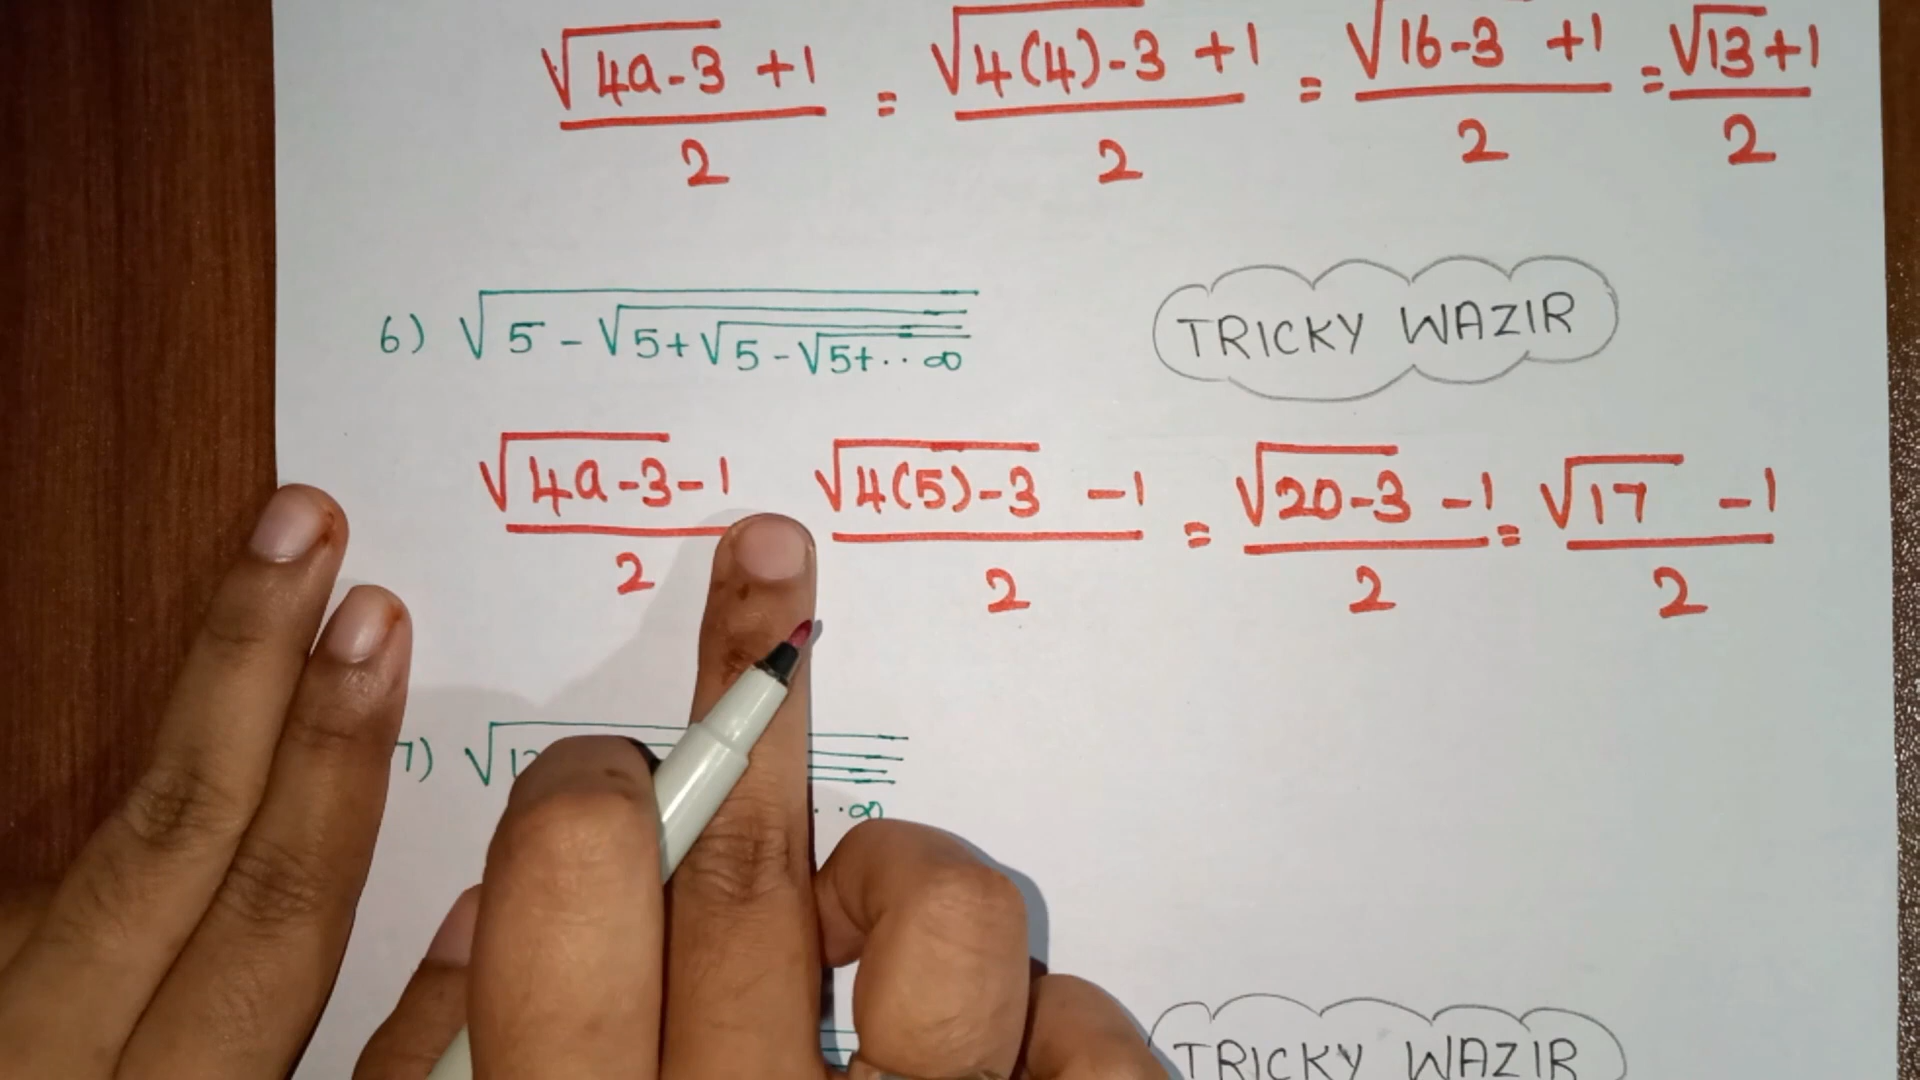 √4a-3 +1 / 2 = √4(4)-3 +1 / 2 = √16-3 +1 / 2 = √13+1 / 2
6) √5-√5+√5-√5+..∞
TRICKY WAZIR
√4a-3-1 / 2 √4(5)-3 -1 / 2 = √20-3 -1 / 2 = √17 -1 / 2
7) √
..∞
TRICKY WAZIR